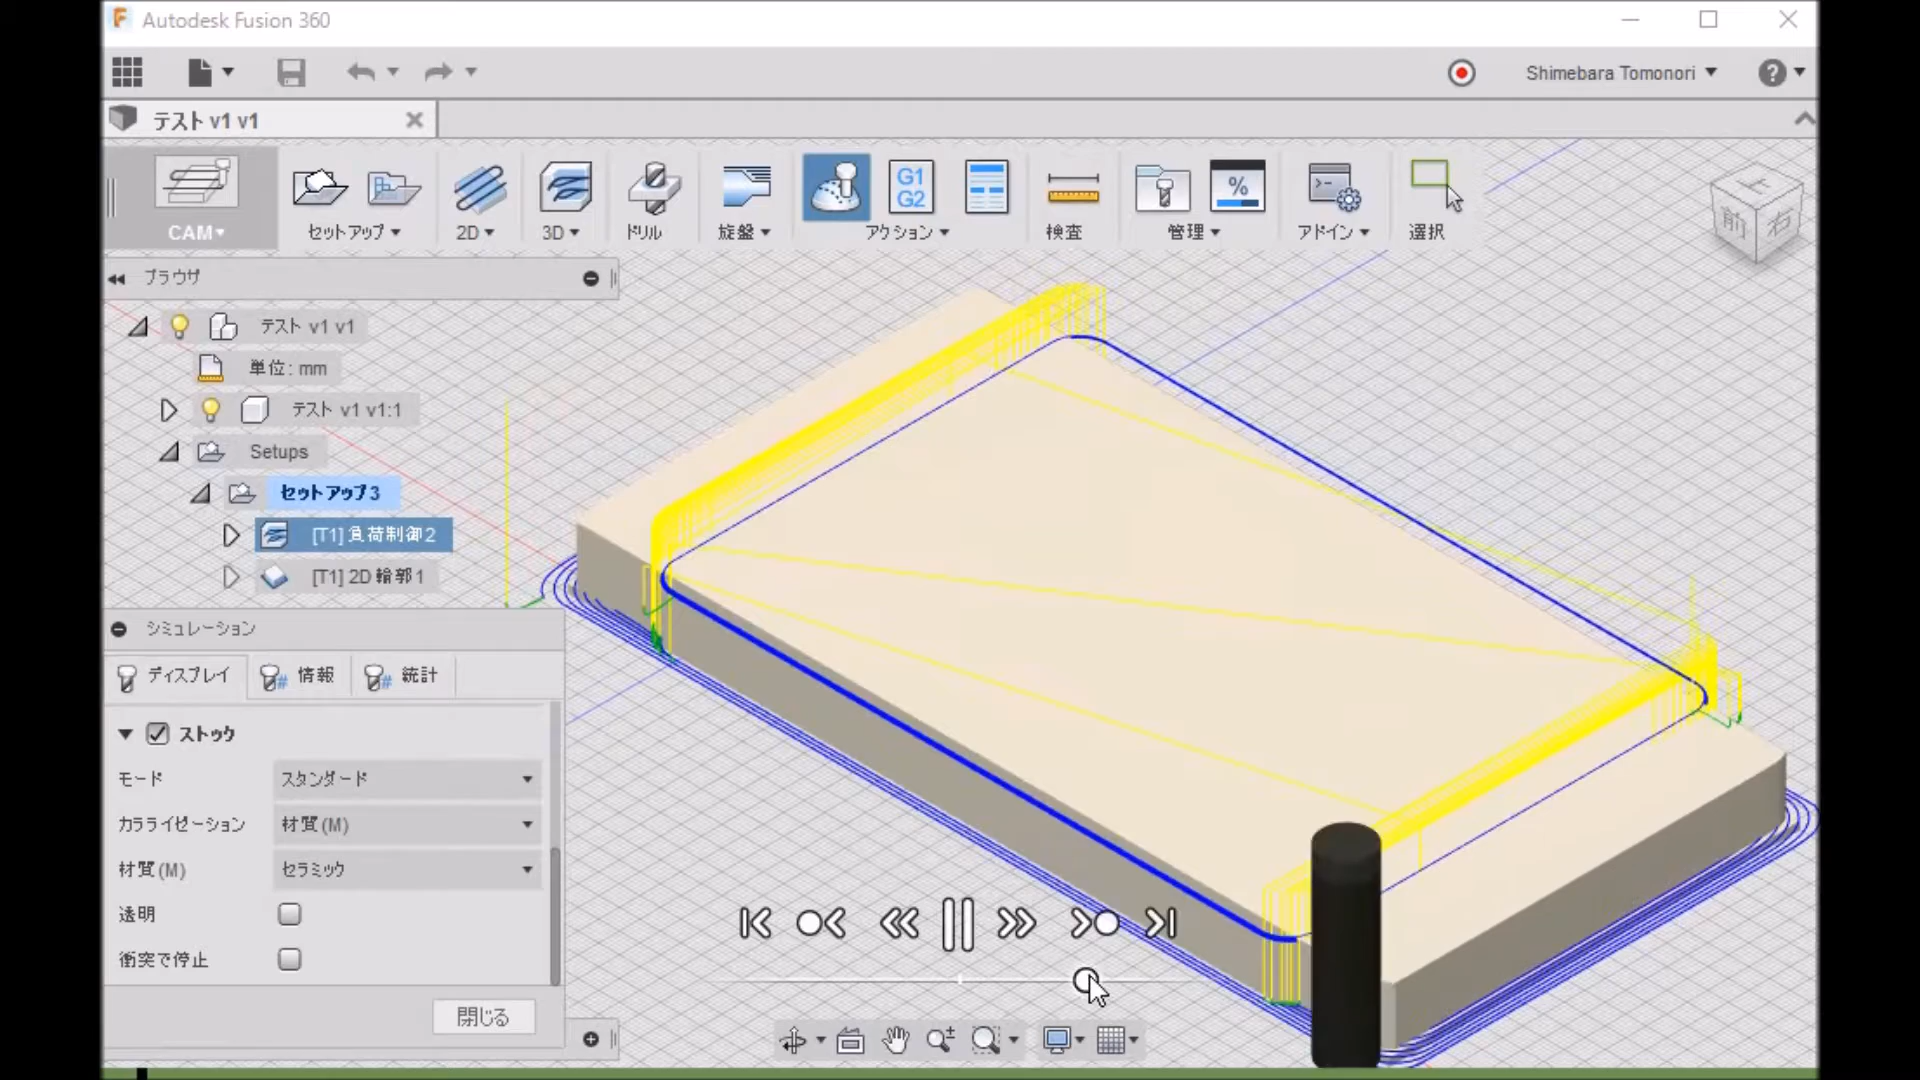 Autodesk Fusion 360
Shimebara Tomonori
テスト v1 v1
G1
G2
%
CAM
セットアップ
2D
3D
ドリル
旋盤
アクション
検査
管理
アドイン
選択
上
前
右
ブラウザ
テスト v1 v1
単位: mm
テスト v1 v1:1
Setups
セットアップ3
[T1] 負荷制御2
[T1] 2D 輪郭1
シミュレーション
ディスプレイ
情報
統計
ストック
モード
スタンダード
カラライゼーション
材質(M)
材質(M)
セラミック
透明
衝突で停止
閉じる